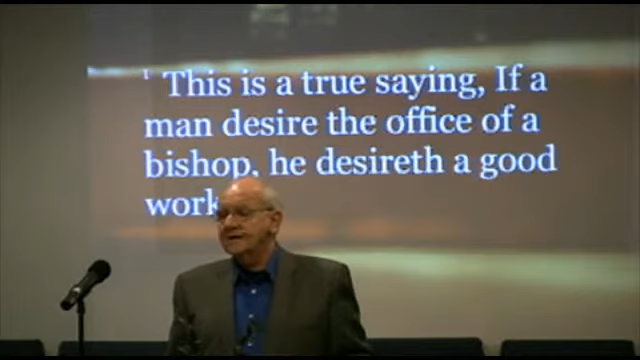 1 This is a true saying, If a
man desire the office of a
bishop, he desireth a good
work